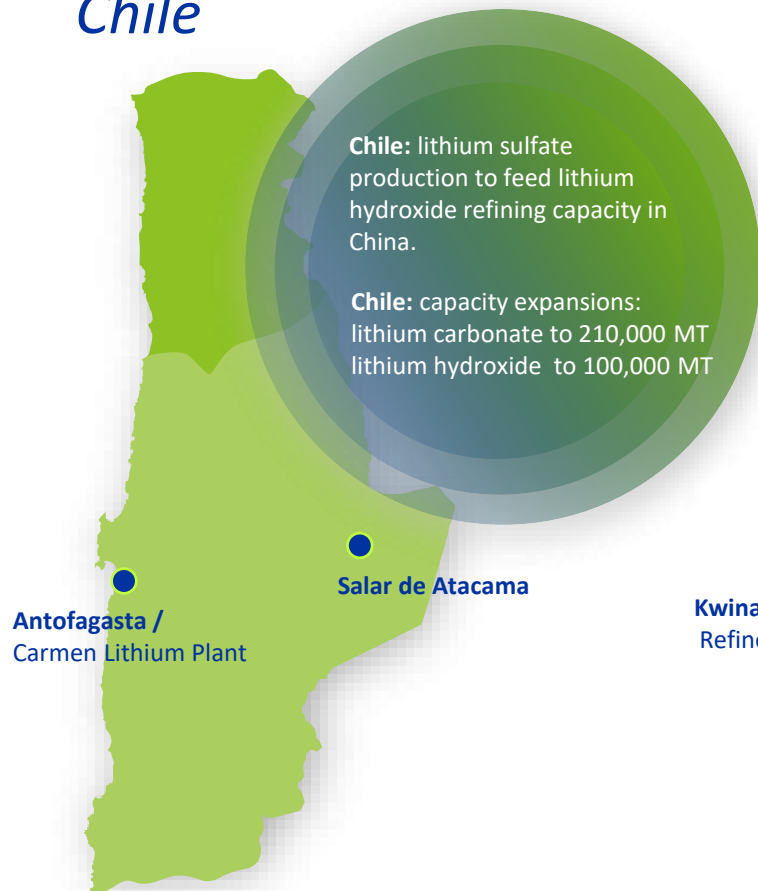 Chile
Chile: lithium sulfate
production to feed lithium
hydroxide refining capacity in
China.
Chile: capacity expansions:
lithium carbonate to 210,000 MT
lithium hydroxide to 100,000 MT
Salar de Atacama
Antofagasta /
Carmen Lithium Plant